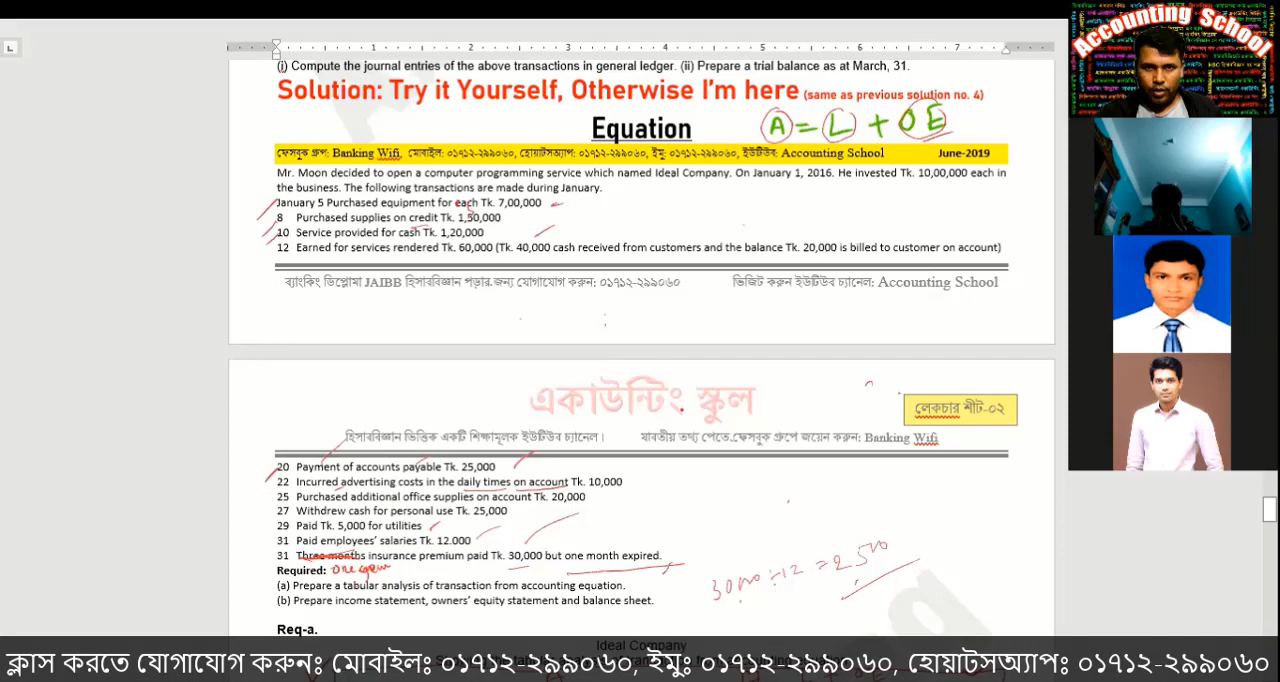 Accounting School
(i) Compute the journal entries of the above transactions in general ledger. (ii) Prepare a trial balance as at March, 31.
Solution: Try it Yourself, Otherwise I'm here (same as previous solution no. 4)
Equation A = L + OE
ফেসবুক গ্রুপ: Banking Wifi, মোবাইল: ০১৭১২-২৯৯০৬০, হোয়াটসঅ্যাপ: ০১৭১২-২৯৯০৬০, ইমু: ০১৭১২-২৯৯০৬০, ইউটিউব: Accounting School June-2019
Mr. Moon decided to open a computer programming service which named Ideal Company. On January 1, 2016. He invested Tk. 10,00,000 each in
the business. The following transactions are made during January.
January 5 Purchased equipment for each Tk. 7,00,000
8 Purchased supplies on credit Tk. 1,50,000
10 Service provided for cash Tk. 1,20,000
12 Earned for services rendered Tk. 60,000 (Tk. 40,000 cash received from customers and the balance Tk. 20,000 is billed to customer on account)
ব্যাংকিং ডিপ্লোমা JAIBB হিসাববিজ্ঞান পড়ার জন্য যোগাযোগ করুন: ০১৭১২-২৯৯০৬০ ভিজিট করুন ইউটিউব চ্যানেল: Accounting School
একাউন্টিং স্কুল
লেকচার শীট-০২
হিসাববিজ্ঞান ভিত্তিক একটি শিক্ষামূলক ইউটিউব চ্যানেল। যাবতীয় তথ্য পেতে ফেসবুক গ্রুপে জয়েন করুন: Banking Wifi
20 Payment of accounts payable Tk. 25,000
22 Incurred advertising costs in the daily times on account Tk. 10,000
25 Purchased additional office supplies on account Tk. 20,000
27 Withdrew cash for personal use Tk. 25,000
29 Paid Tk. 5,000 for utilities
31 Paid employees' salaries Tk. 12.000
31 Three months insurance premium paid Tk. 30,000 but one month expired.
Required: One year
30000 ÷ 12 = 2500
(a) Prepare a tabular analysis of transaction from accounting equation.
(b) Prepare income statement, owners' equity statement and balance sheet.
Req-a.
Ideal Company
ক্লাস করতে যোগাযোগ করুনঃ মোবাইলঃ ০১৭১২-২৯৯০৬০, ইমুঃ ০১৭১২-২৯৯০৬০, হোয়াটসঅ্যাপঃ ০১৭১২-২৯৯০৬০